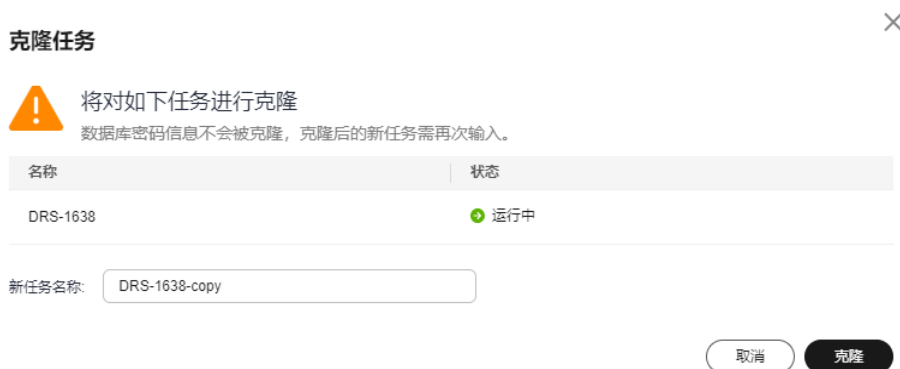 克隆任务
将对如下任务进行克隆
数据库密码信息不会被克隆，克隆后的新任务需再次输入。
名称 状态
DRS-1638 运行中
新任务名称: DRS-1638-copy
取消 克隆